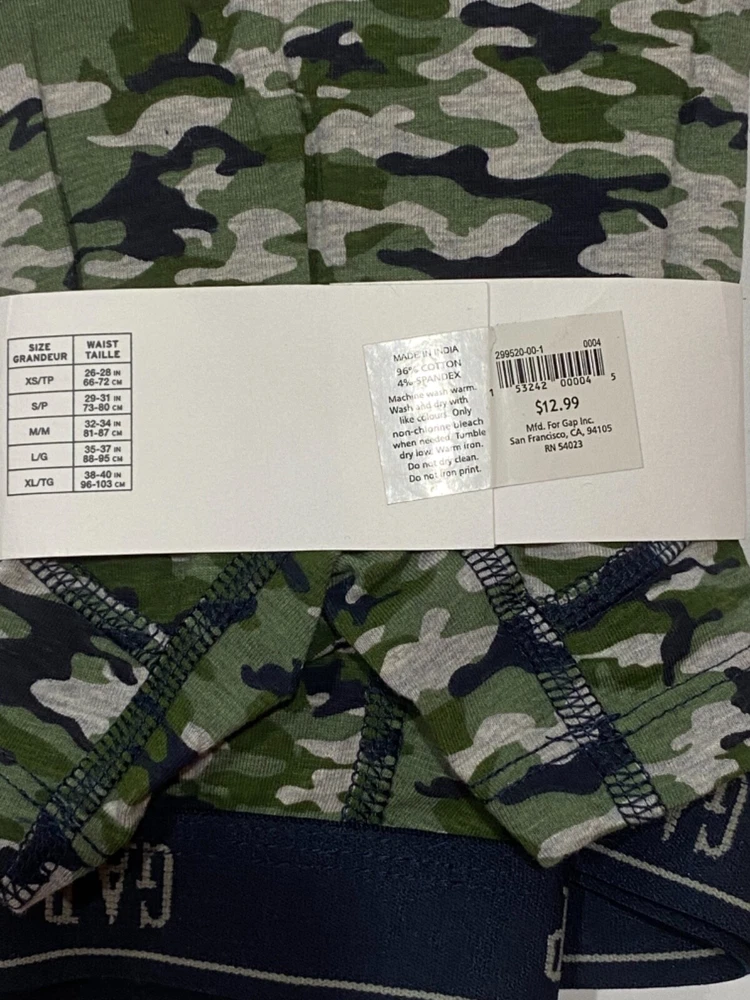 SIZE GRANDEUR WAIST TAILLE
XS/TP 26-28 IN 66-72 CM
S/P 29-31 IN 73-80 CM
M/M 32-34 IN 81-87 CM
L/G 35-37 IN 88-95 CM
XL/TG 38-40 IN 96-103 CM
MADE IN INDIA
96% COTTON
4% SPANDEX
Machine wash warm.
Wash and dry with
like colours. Only
non-chlorine bleach
when needed. Tumble
dry low. Warm iron.
Do not dry clean.
Do not iron print.
299520-00-1 0004
1 53242 00004 5
$12.99
Mfd. For Gap Inc.
San Francisco, CA, 94105
RN 54023
GAP
G